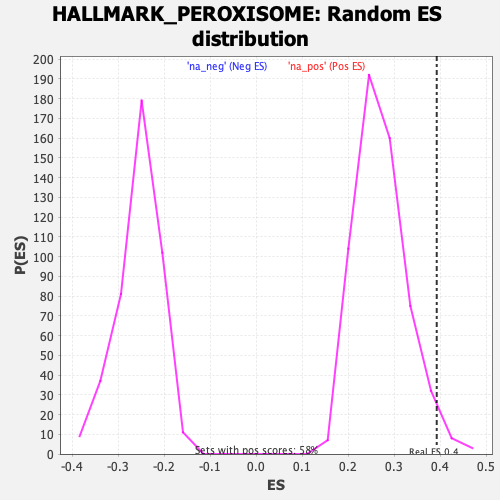 HALLMARK_PEROXISOME: Random ES
distribution
'na_neg' (Neg ES) 'na_pos' (Pos ES)
200
190
180
170
160
150
140
130
120
110
100
90
80
70
60
50
40
30
20
10
0
P(ES)
Sets with pos scores: 58%
Real ES 0.4
-0.4 -0.3 -0.2 -0.1 0.0 0.1 0.2 0.3 0.4 0.5
ES